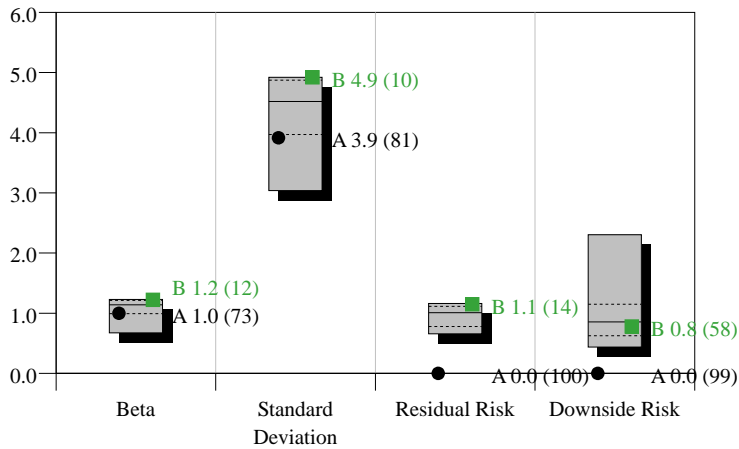 6.0
5.0
4.0
3.0
2.0
1.0
0.0
B 1.2 (12)
A 1.0 (73)
B 4.9 (10)
A 3.9 (81)
B 1.1 (14)
A 0.0 (100)
B 0.8 (58)
A 0.0 (99)
Beta
Standard
Deviation
Residual Risk
Downside Risk